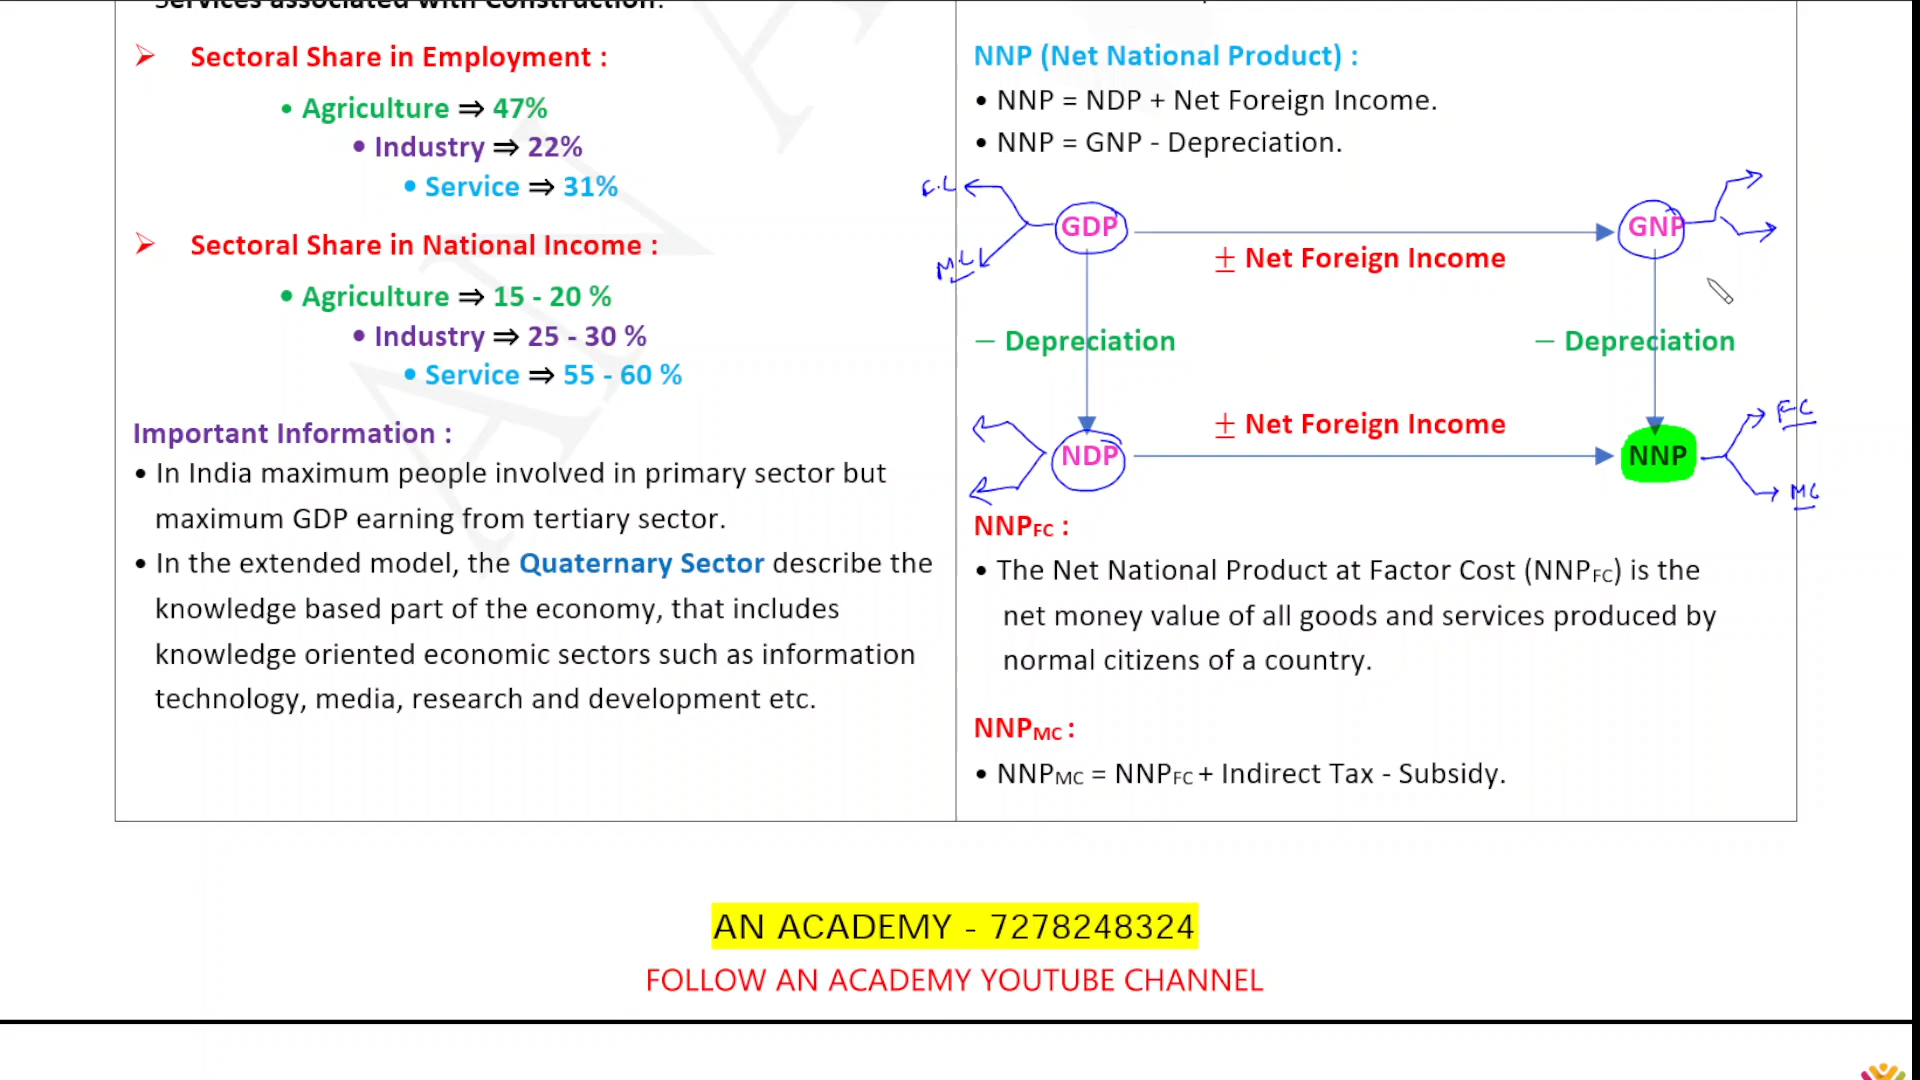 Services associated with Construction.
➢ Sectoral Share in Employment :
• Agriculture ⇒ 47%
• Industry ⇒ 22%
• Service ⇒ 31%
➢ Sectoral Share in National Income :
• Agriculture ⇒ 15 - 20 %
• Industry ⇒ 25 - 30 %
• Service ⇒ 55 - 60 %
Important Information :
• In India maximum people involved in primary sector but
maximum GDP earning from tertiary sector.
• In the extended model, the Quaternary Sector describe the
knowledge based part of the economy, that includes
knowledge oriented economic sectors such as information
technology, media, research and development etc.
NNP (Net National Product) :
• NNP = NDP + Net Foreign Income.
• NNP = GNP - Depreciation.
F.C
GDP
GNP
MC
± Net Foreign Income
— Depreciation
— Depreciation
± Net Foreign Income
FC
NDP
NNP
MC
NNPFC :
• The Net National Product at Factor Cost (NNPFC) is the
net money value of all goods and services produced by
normal citizens of a country.
NNPMC :
• NNPMC = NNPFC + Indirect Tax - Subsidy.
AN ACADEMY - 7278248324
FOLLOW AN ACADEMY YOUTUBE CHANNEL